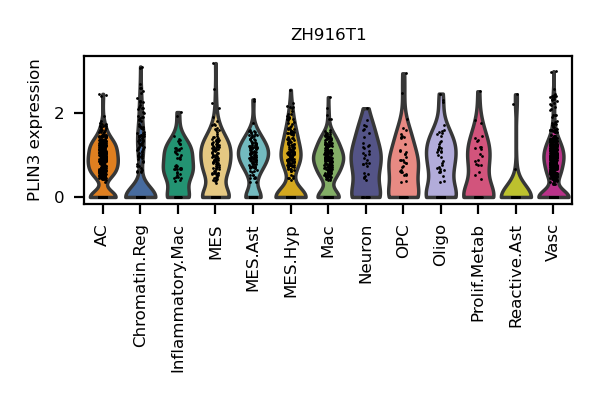 ZH916T1
PLIN3 expression
2
0
AC
Chromatin.Reg
Inflammatory.Mac
MES
MES.Ast
MES.Hyp
Mac
Neuron
OPC
Oligo
Prolif.Metab
Reactive.Ast
Vasc